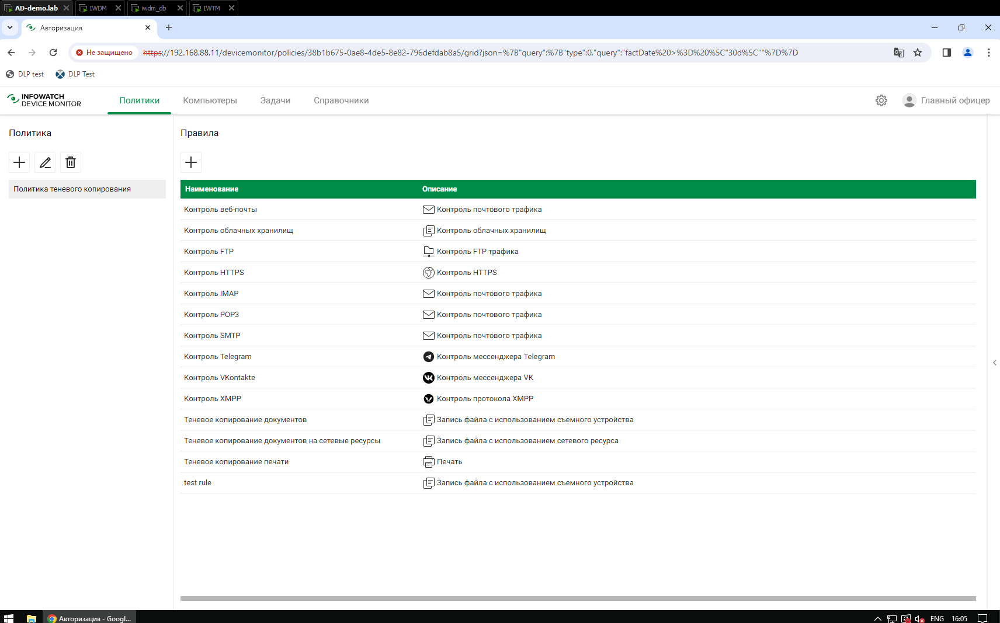 AD-demo.lab
IWDM
iwdm_db
IWTM
Авторизация
Не защищено
https://192.168.88.11/devicemonitor/policies/38b1b675-0ae8-4de5-8e82-796defdab8a5/grid?json=%7B"query":%7B"type":0,"query":"factDate%20>%3D%20%5C"30d%5C""%7D%7D
DLP test
DLP Test
INFOWATCH
DEVICE MONITOR
Политики
Компьютеры
Задачи
Справочники
Главный офицер
Политика
Правила
Политика теневого копирования
Наименование
Описание
Контроль веб-почты
Контроль почтового трафика
Контроль облачных хранилищ
Контроль облачных хранилищ
Контроль FTP
Контроль FTP трафика
Контроль HTTPS
Контроль HTTPS
Контроль IMAP
Контроль почтового трафика
Контроль POP3
Контроль почтового трафика
Контроль SMTP
Контроль почтового трафика
Контроль Telegram
Контроль мессенджера Telegram
Контроль VKontakte
Контроль мессенджера VK
Контроль XMPP
Контроль протокола XMPP
Теневое копирование документов
Запись файла с использованием съемного устройства
Теневое копирование документов на сетевые ресурсы
Запись файла с использованием сетевого ресурса
Теневое копирование печати
Печать
test rule
Запись файла с использованием съемного устройства
Авторизация - Googl...
ENG
16:05